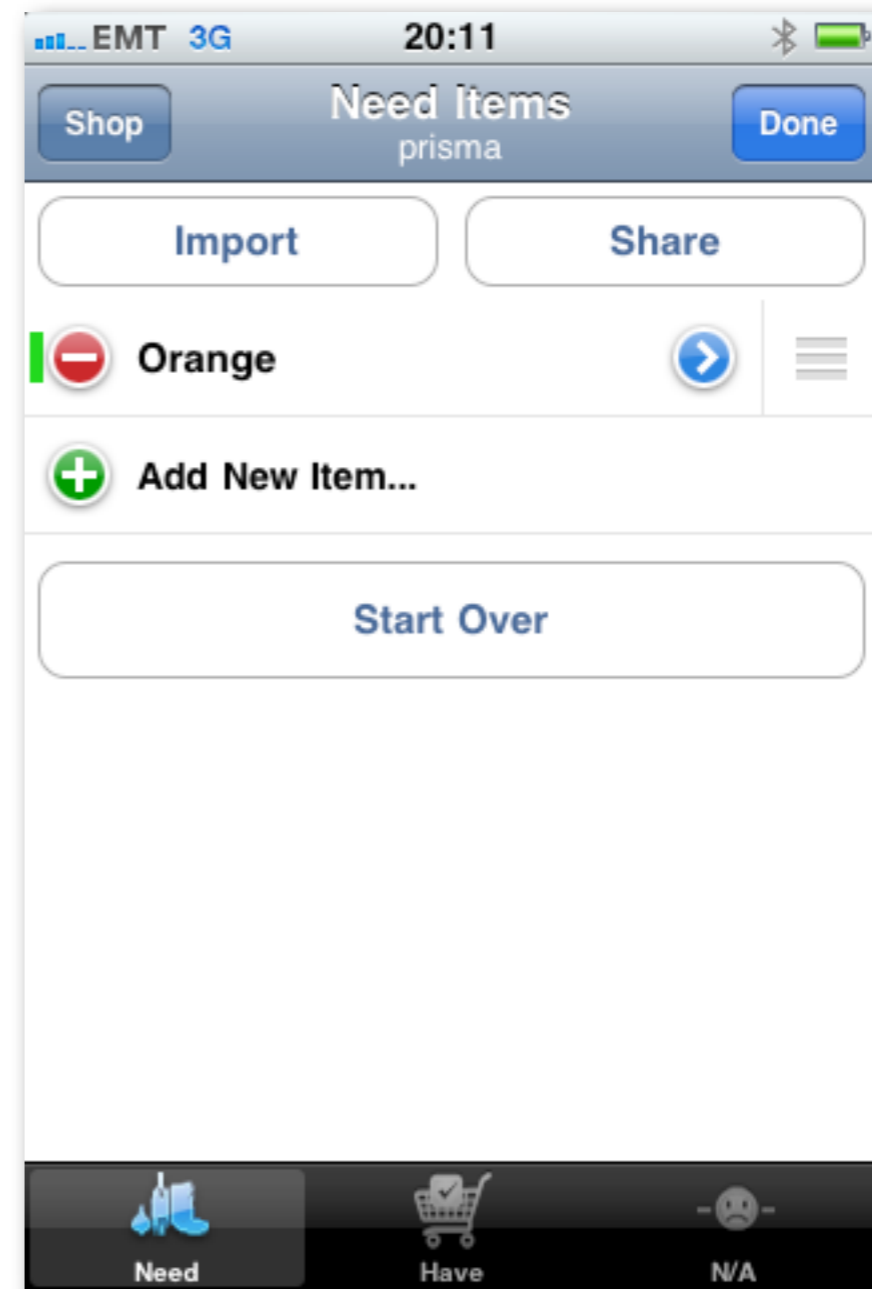 EMT 3G 20:11
Shop Need Items Done
prisma
Import Share
Orange
Add New Item...
Start Over
Need Have N/A